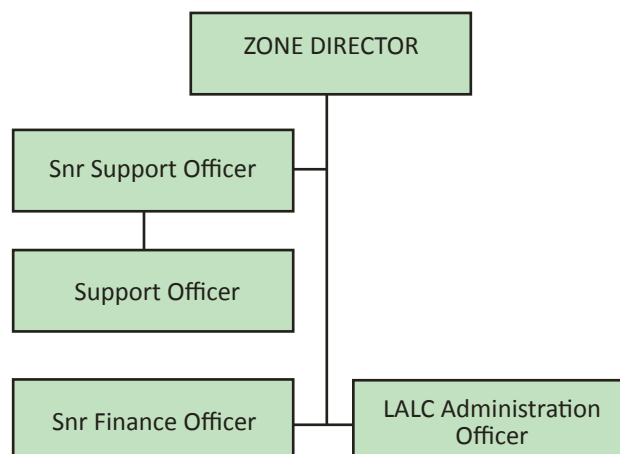 ZONE DIRECTOR
Snr Support Officer
Support Officer
Snr Finance Officer
LALC Administration
Officer